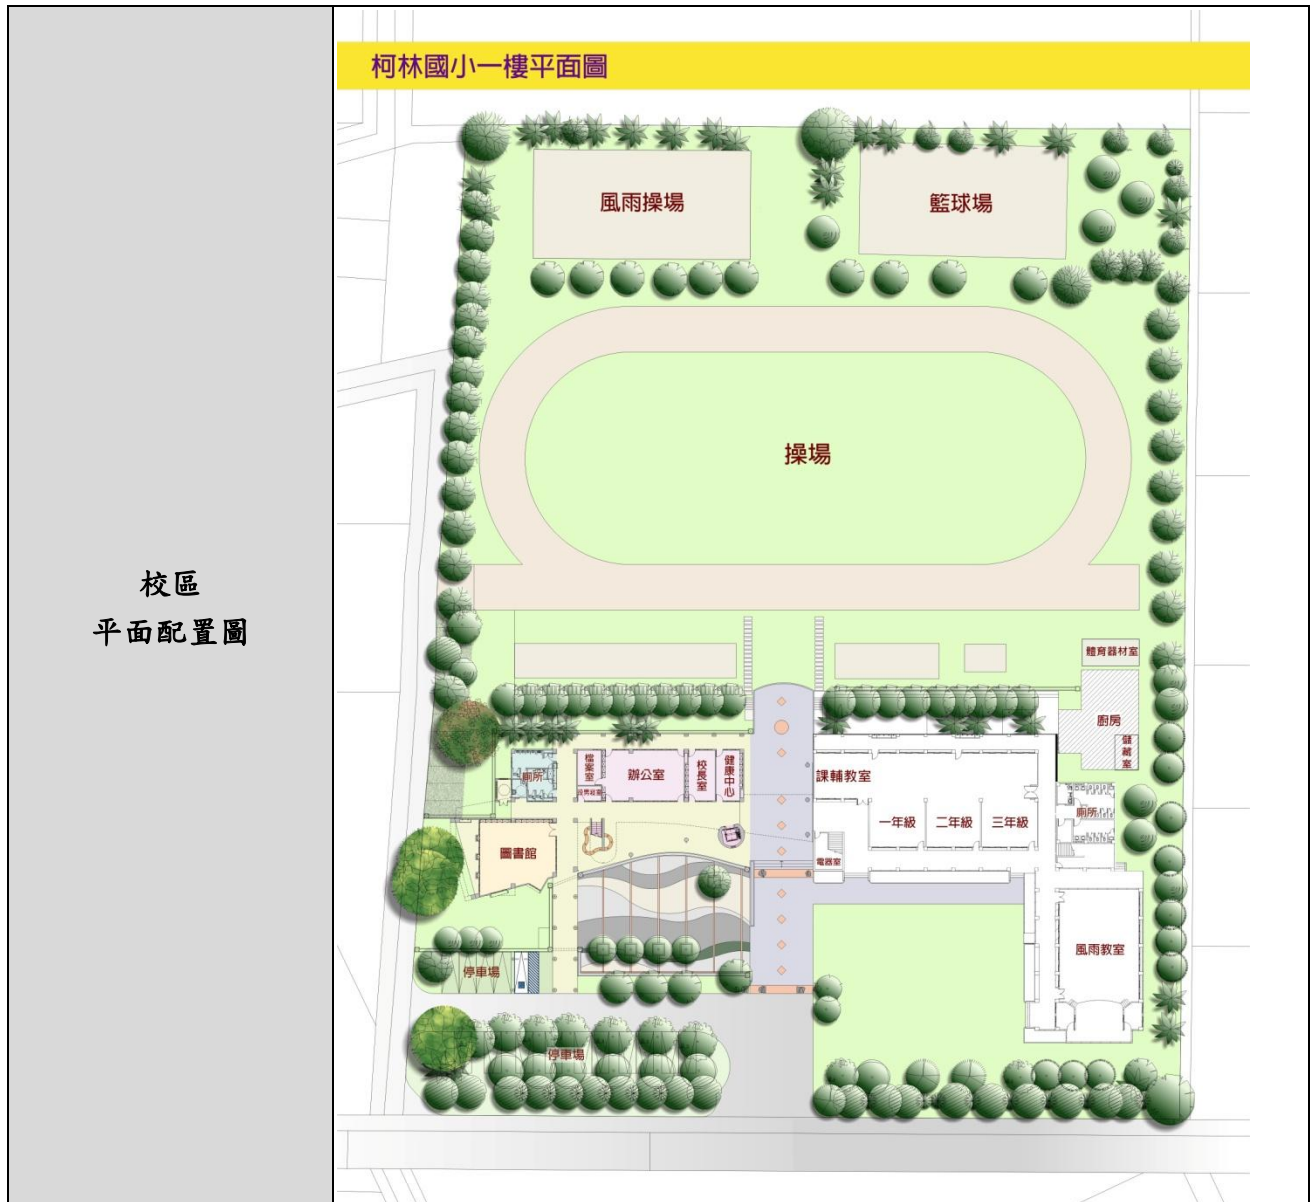 校區
平面配置圖
柯林國小一樓平面圖
風雨操場
籃球場
操場
體育器材室
廚房
儲藏室
廁所
檔案室
辦公室
校長室
健康中心
課輔教室
廁所
一年級
二年級
三年級
圖書館
電器室
風雨教室
停車場
停車場